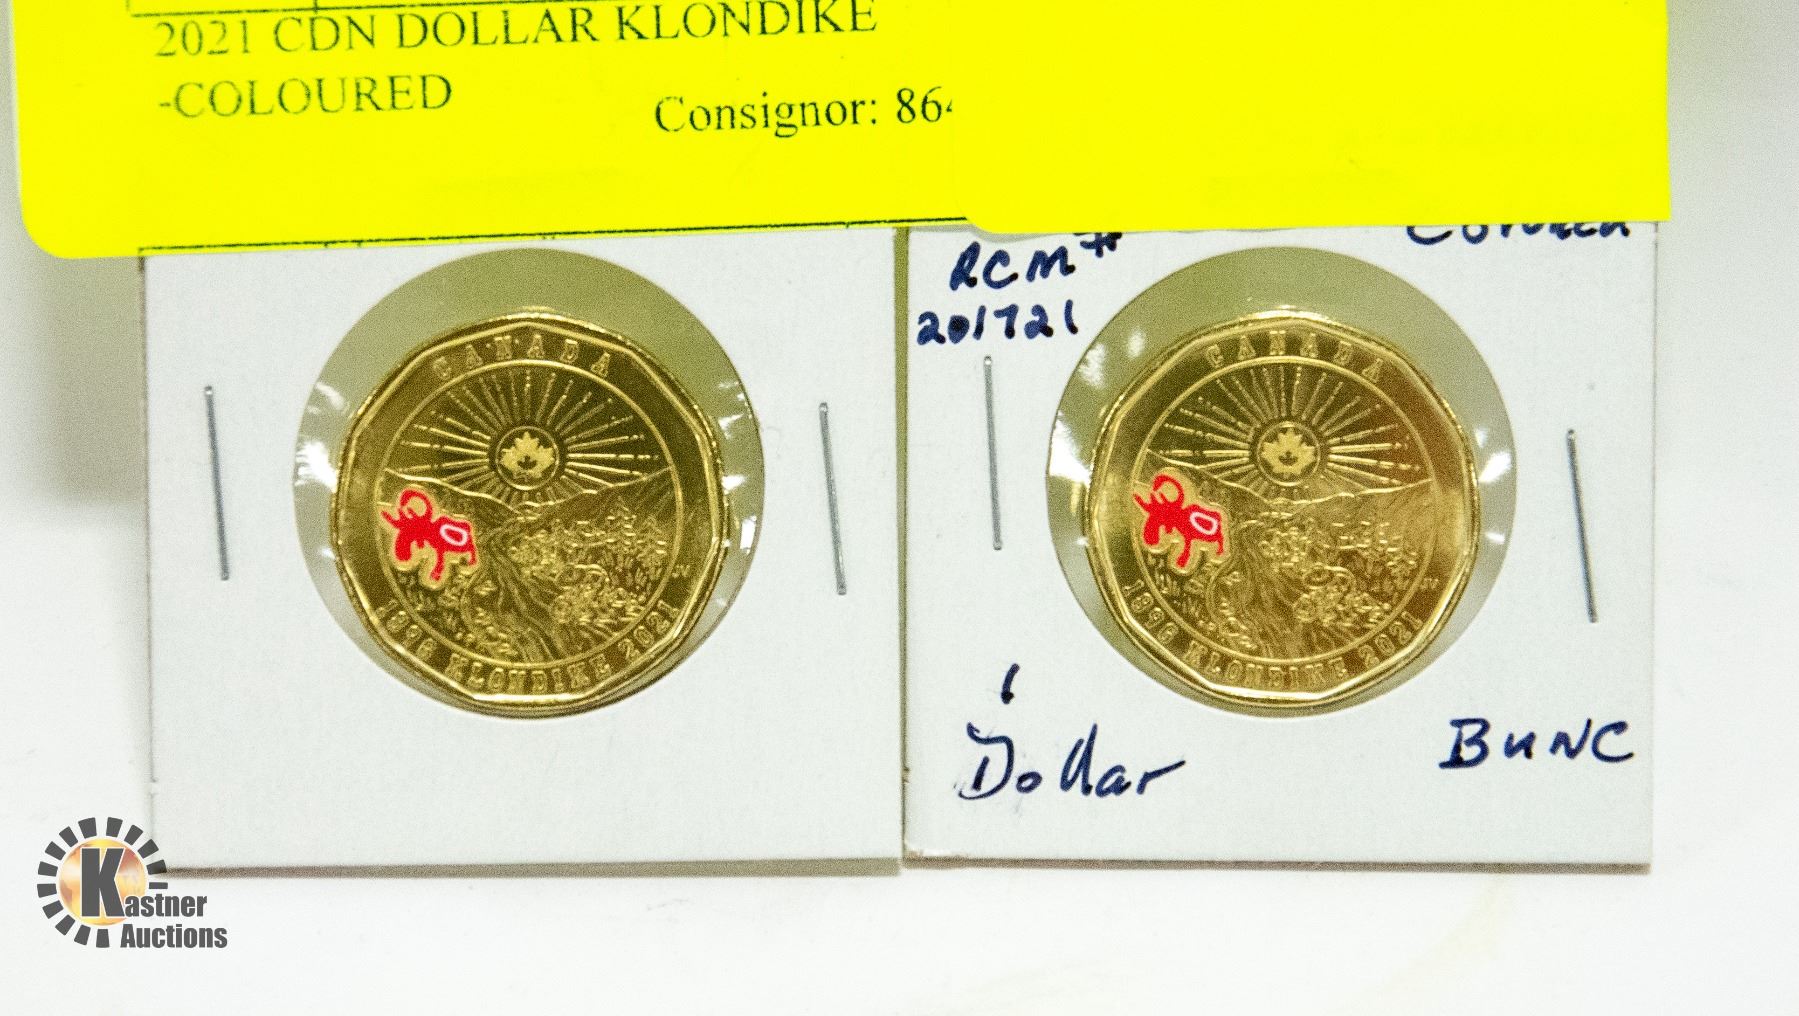 2021 CDN DOLLAR KLONDIKE
-COLOURED
Consignor: 864
RCM #
201721
CANADA
1896 KLONDIKE 2021
CANADA
1896 KLONDIKE 2021
1
Dollar
BUNC
Kastner
Auctions